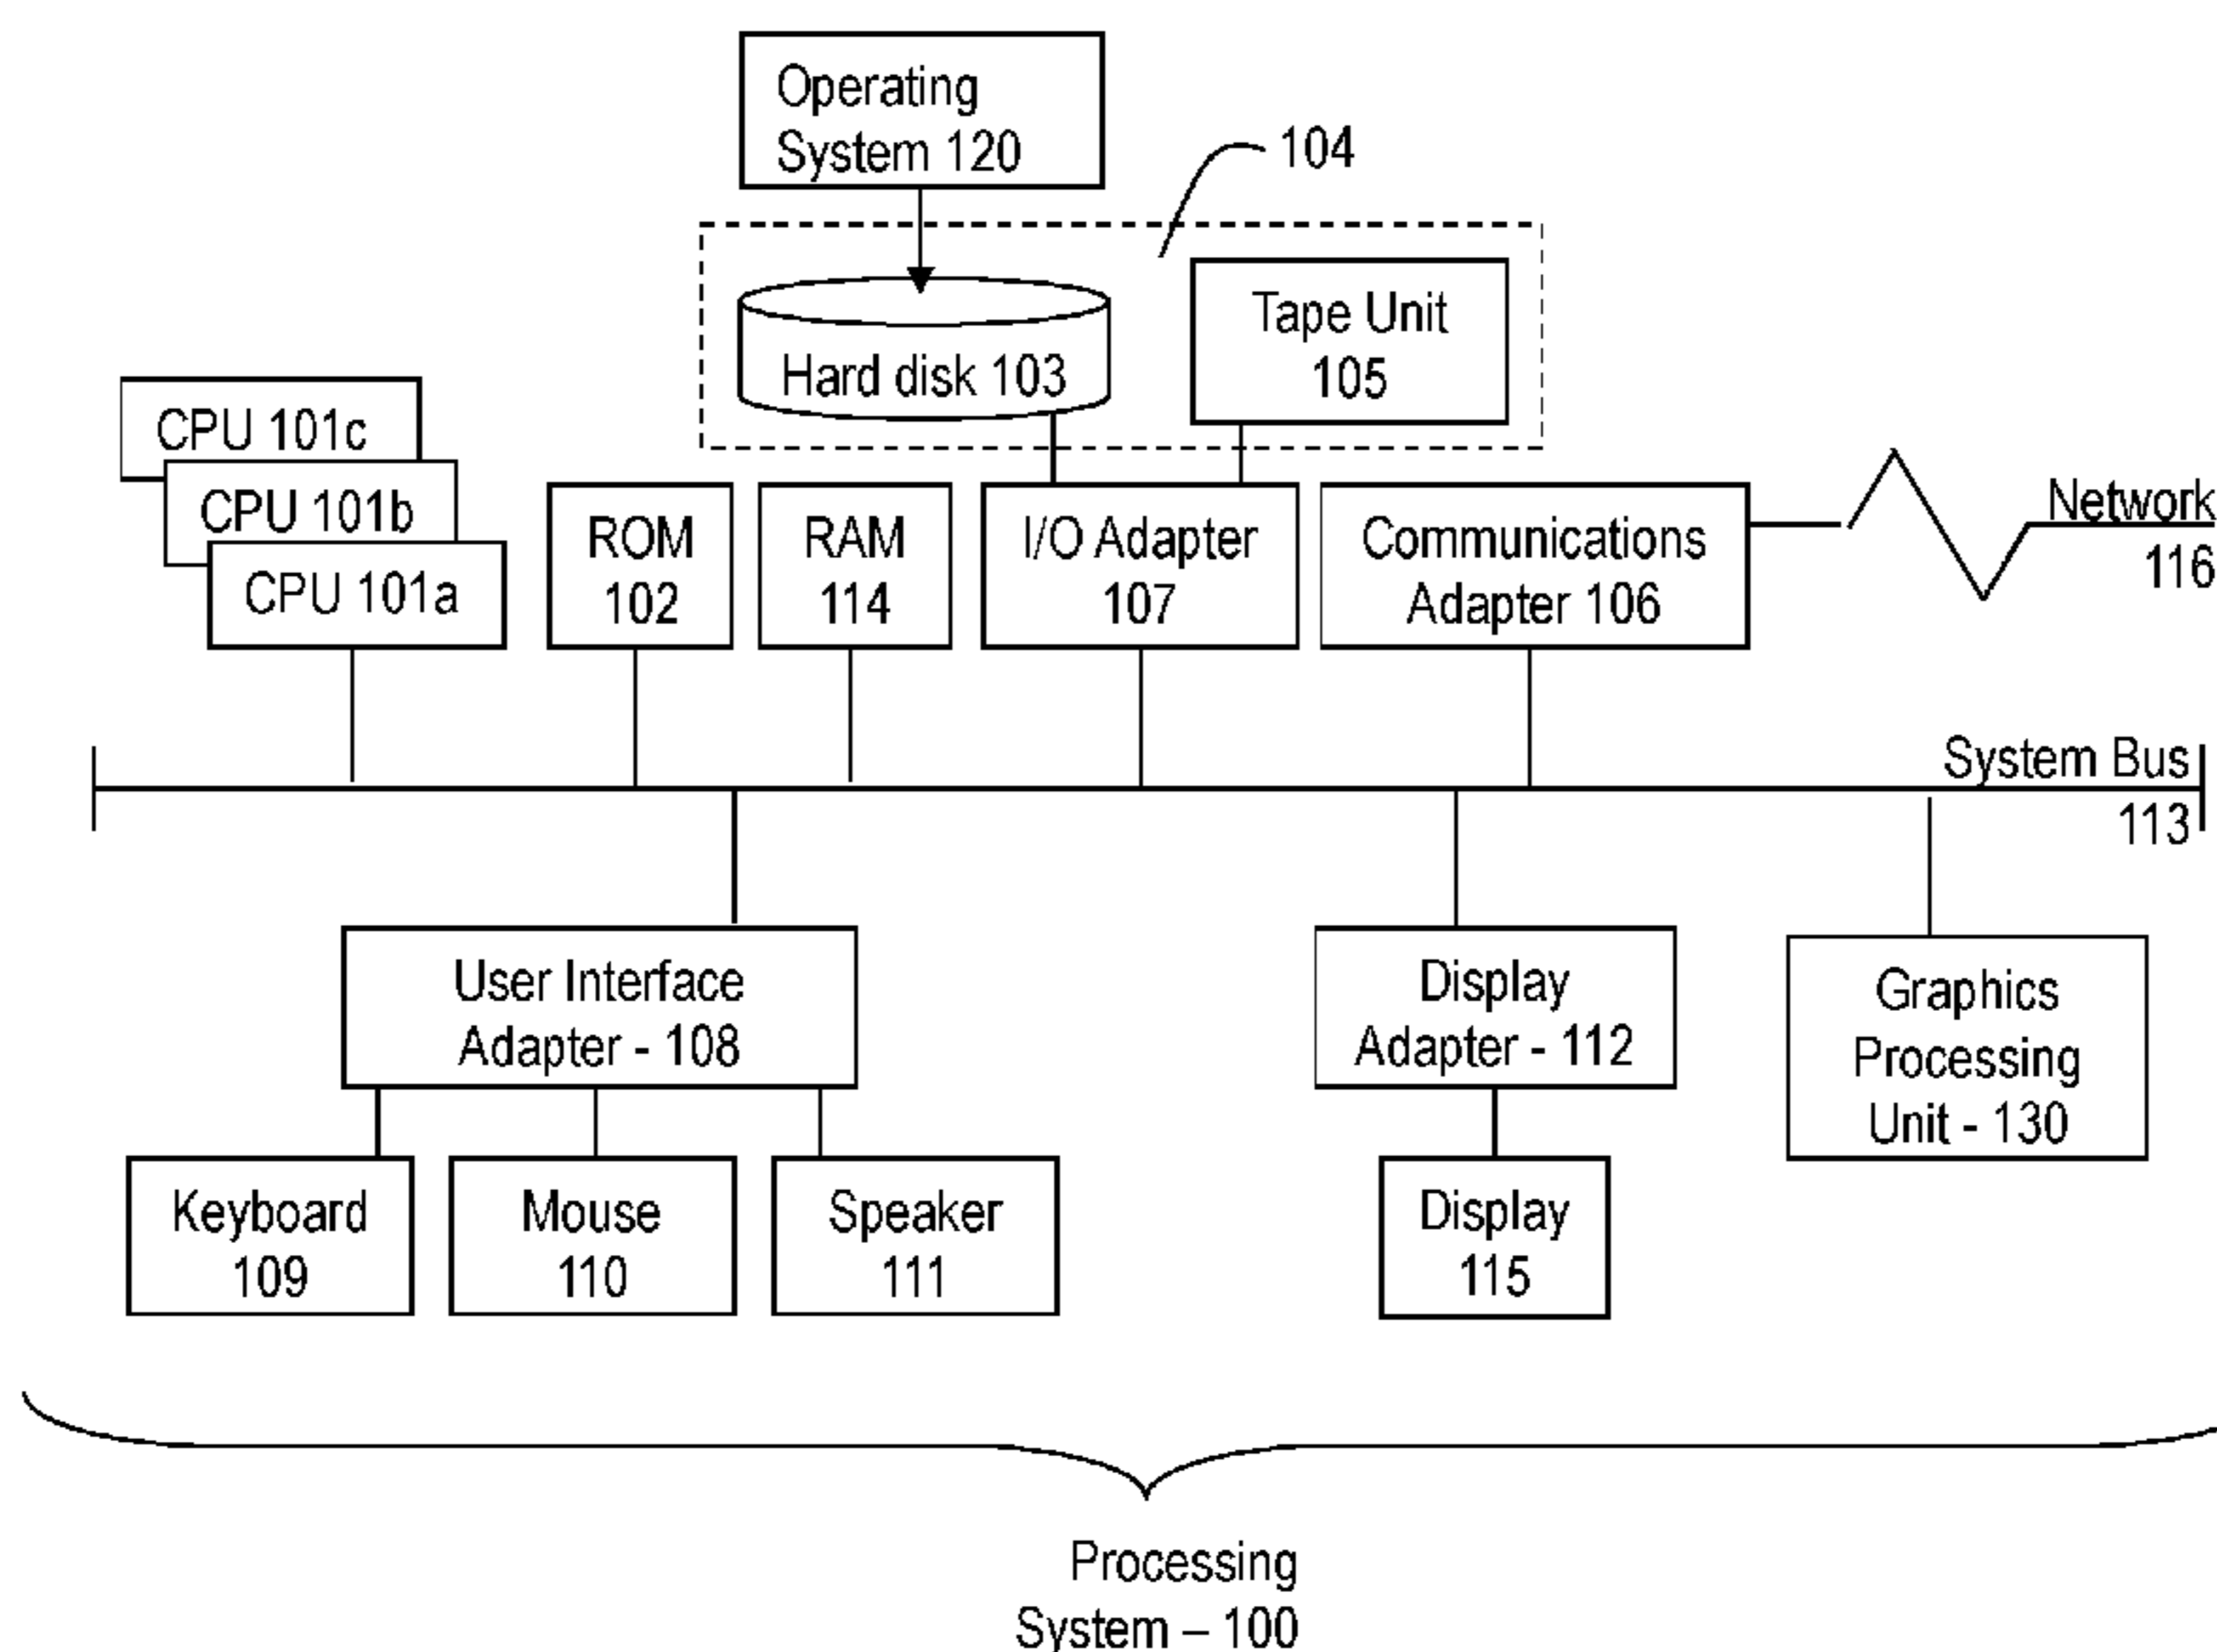 Operating
System 120
104
Hard disk 103
Tape Unit
105
CPU 101c
CPU 101b
CPU 101a
ROM
102
RAM
114
I/O Adapter
107
Communications
Adapter 106
Network
116
System Bus
113
User Interface
Adapter - 108
Display
Adapter - 112
Graphics
Processing
Unit - 130
Keyboard
109
Mouse
110
Speaker
111
Display
115
Processing
System – 100